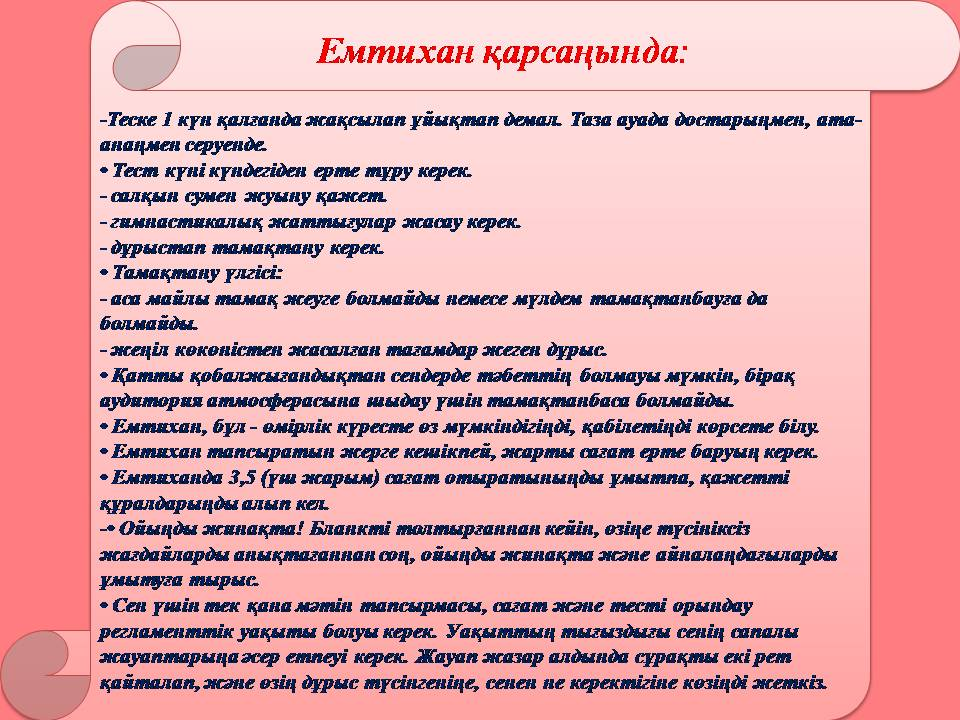 Емтихан қарсаңында:
-Теске 1 күн қалғанда жақсылап ұйықтап демал. Таза ауада достарыңмен, ата-
анаңмен серуенде.
• Тест күні күндегіден ерте тұру керек.
- салқын сумен жуыну қажет.
- гимнастикалық жаттығулар жасау керек.
- дұрыстап тамақтану керек.
• Тамақтану үлгісі:
- аса майлы тамақ жеуге болмайды немесе мүлдем тамақтанбауға да
болмайды.
- жеңіл көкөністен жасалған тағамдар жеген дұрыс.
• Қатты қобалжығандықтан сендерде тәбеттің болмауы мүмкін, бірақ
аудитория атмосферасына шыдау үшін тамақтанбаса болмайды.
• Емтихан, бұл - өмірлік күресте өз мүмкіндігіңді, қабілетіңді көрсете білу.
• Емтихан тапсыратын жерге кешікпей, жарты сағат ерте баруың керек.
• Емтиханда 3,5 (үш жарым) сағат отыратыныңды ұмытпа, қажетті
құралдарыңды алып кел.
-• Ойыңды жинақта! Бланкті толтырғаннан кейін, өзіңе түсініксіз
жағдайларды анықтағаннан соң, ойыңды жинақта және айналаңдағыларды
ұмытуға тырыс.
• Сен үшін тек қана мәтін тапсырмасы, сағат және тесті орындау
регламенттік уақыты болуы керек. Уақыттың тығыздығы сенің сапалы
жауаптарыңа әсер етпеуі керек. Жауап жазар алдында сұрақты екі рет
қайталап, және өзің дұрыс түсінгеніңе, сенен не керектігіне көзіңді жеткіз.